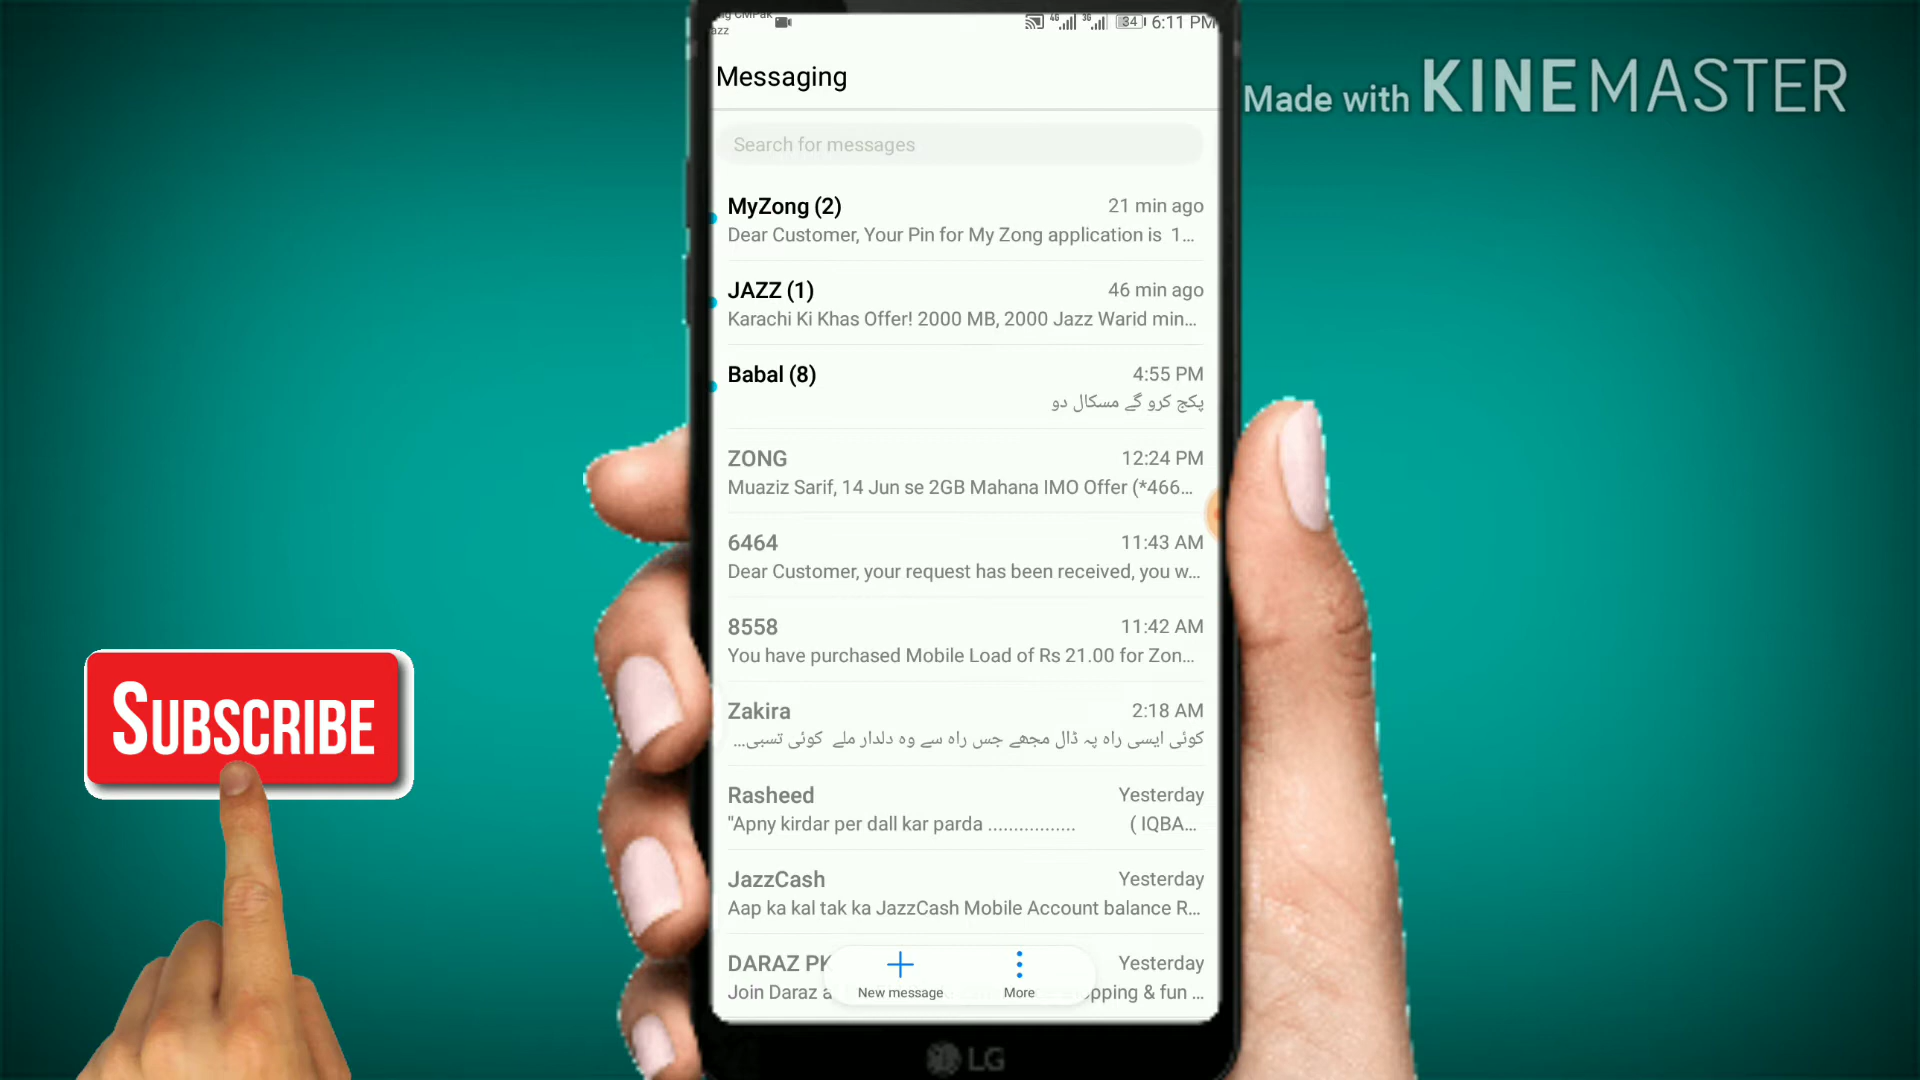 ng CMPak
azz
4G 3G 34 6:11 PM
Messaging
Made with KINEMASTER
Search for messages
MyZong (2) 21 min ago
Dear Customer, Your Pin for My Zong application is 1...
JAZZ (1) 46 min ago
Karachi Ki Khas Offer! 2000 MB, 2000 Jazz Warid min...
Babal (8) 4:55 PM
پکج کرو گے مسکال دو
ZONG 12:24 PM
Muaziz Sarif, 14 Jun se 2GB Mahana IMO Offer (*466...
6464 11:43 AM
Dear Customer, your request has been received, you w...
8558 11:42 AM
You have purchased Mobile Load of Rs 21.00 for Zon...
SUBSCRIBE
Zakira 2:18 AM
کوئی ایسی راہ پہ ڈال مجھے جس راہ سے وہ دلدار ملے کوئی تسبی...
Rasheed Yesterday
"Apny kirdar per dall kar parda ................. ( IQBA...
JazzCash Yesterday
Aap ka kal tak ka JazzCash Mobile Account balance R...
DARAZ PK Yesterday
Join Daraz a pping & fun ...
New message More
LG